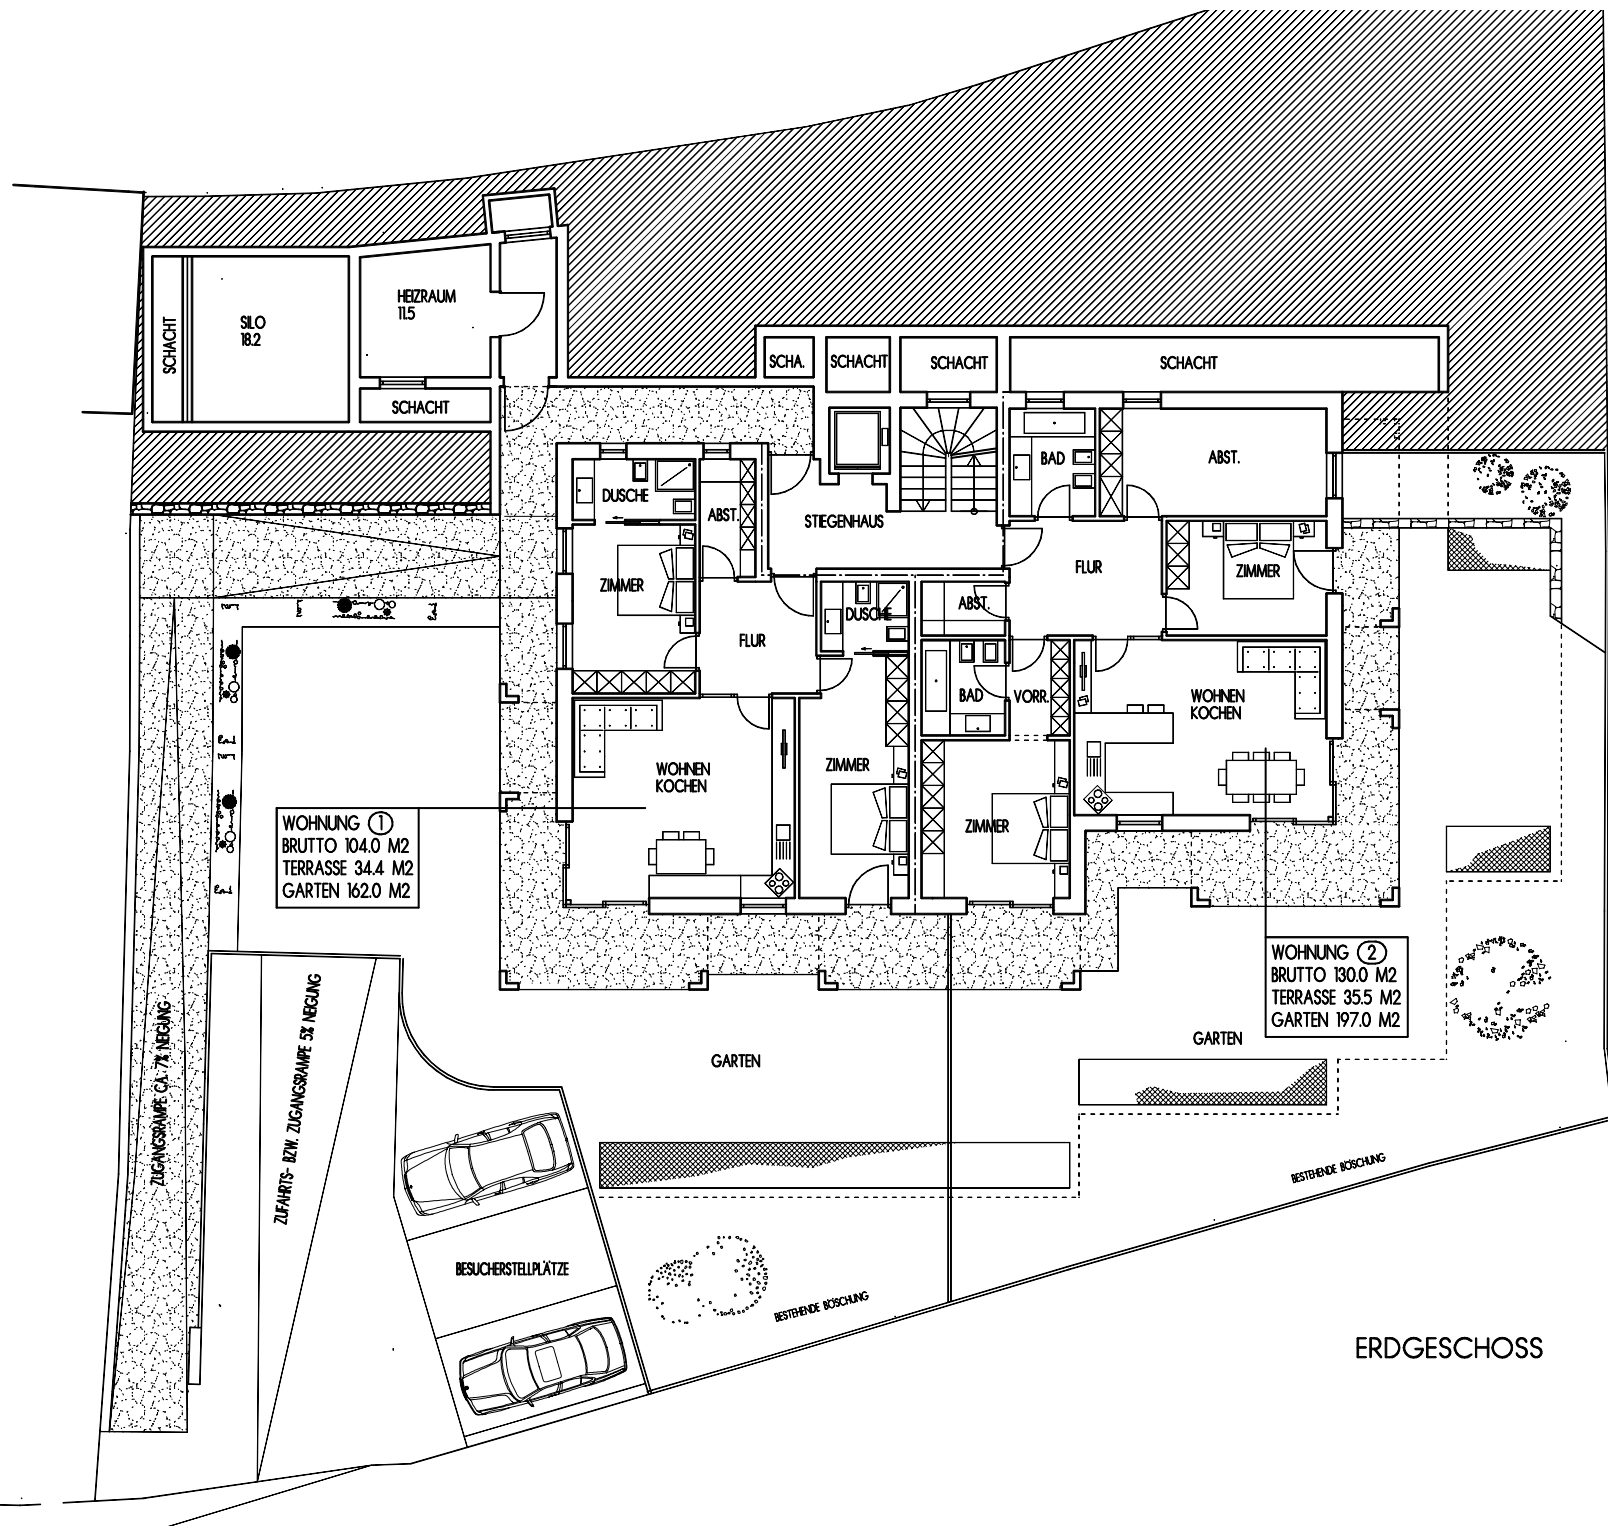 SCHACHT
SILO
18.2
HEIZRAUM
11.5
SCHACHT
SCHA.
SCHACHT
SCHACHT
SCHACHT
DUSCHE
ABST.
STIEGENHAUS
BAD
ABST.
ZIMMER
FLUR
DUSCHE
ABST.
FLUR
ZIMMER
BAD
VORR.
WOHNEN
KOCHEN
WOHNEN
KOCHEN
ZIMMER
ZIMMER
WOHNUNG 1
BRUTTO 104.0 M2
TERRASSE 34.4 M2
GARTEN 162.0 M2
WOHNUNG 2
BRUTTO 130.0 M2
TERRASSE 35.5 M2
GARTEN 197.0 M2
GARTEN
GARTEN
ZUGANGSRAMPE CA. 7% NEIGUNG
ZUFAHRTS- BZW. ZUGANGSRAMPE 5% NEIGUNG
BESUCHERSTELLPLÄTZE
BESTEHENDE BÖSCHUNG
BESTEHENDE BÖSCHUNG
ERDGESCHOSS